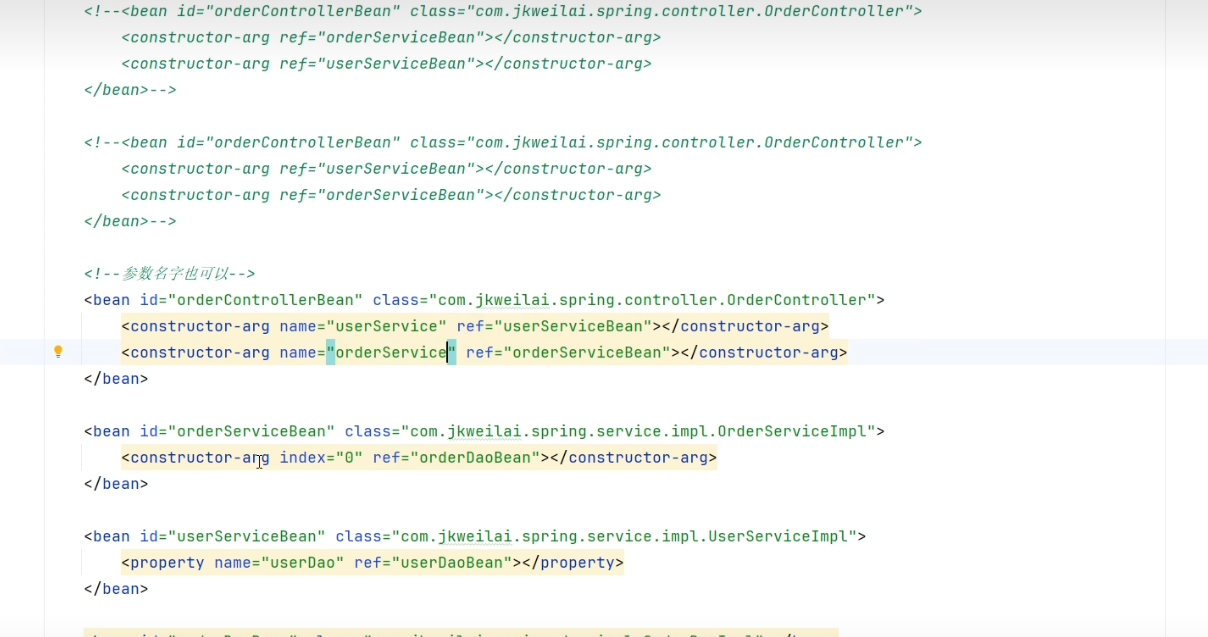 <!--<bean id="orderControllerBean" class="com.jkweilai.spring.controller.OrderController">
<constructor-arg ref="orderServiceBean"></constructor-arg>
<constructor-arg ref="userServiceBean"></constructor-arg>
</bean>-->
<!--<bean id="orderControllerBean" class="com.jkweilai.spring.controller.OrderController">
<constructor-arg ref="userServiceBean"></constructor-arg>
<constructor-arg ref="orderServiceBean"></constructor-arg>
</bean>-->
<!--参数名字也可以-->
<bean id="orderControllerBean" class="com.jkweilai.spring.controller.OrderController">
<constructor-arg name="userService" ref="userServiceBean"></constructor-arg>
<constructor-arg name="orderService" ref="orderServiceBean"></constructor-arg>
</bean>
<bean id="orderServiceBean" class="com.jkweilai.spring.service.impl.OrderServiceImpl">
<constructor-arg index="0" ref="orderDaoBean"></constructor-arg>
</bean>
<bean id="userServiceBean" class="com.jkweilai.spring.service.impl.UserServiceImpl">
<property name="userDao" ref="userDaoBean"></property>
</bean>